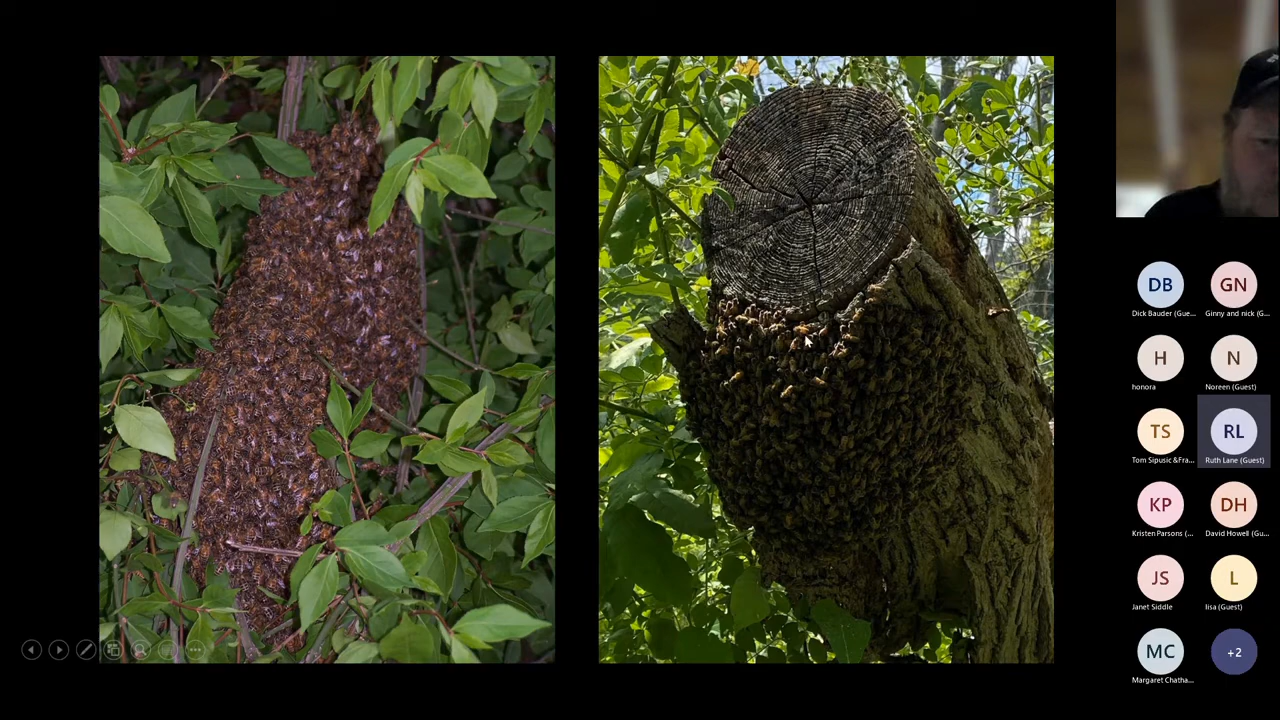 DB
GN
Dick Bauder (Gue...
Ginny and nick (G...
H
N
honora
Noreen (Guest)
TS
RL
Tom Sipusic &Fra...
Ruth Lane (Guest)
KP
DH
Kristen Parsons (...
David Howell (Gu...
JS
L
Janet Siddle
lisa (Guest)
MC
+2
Margaret Chatha...